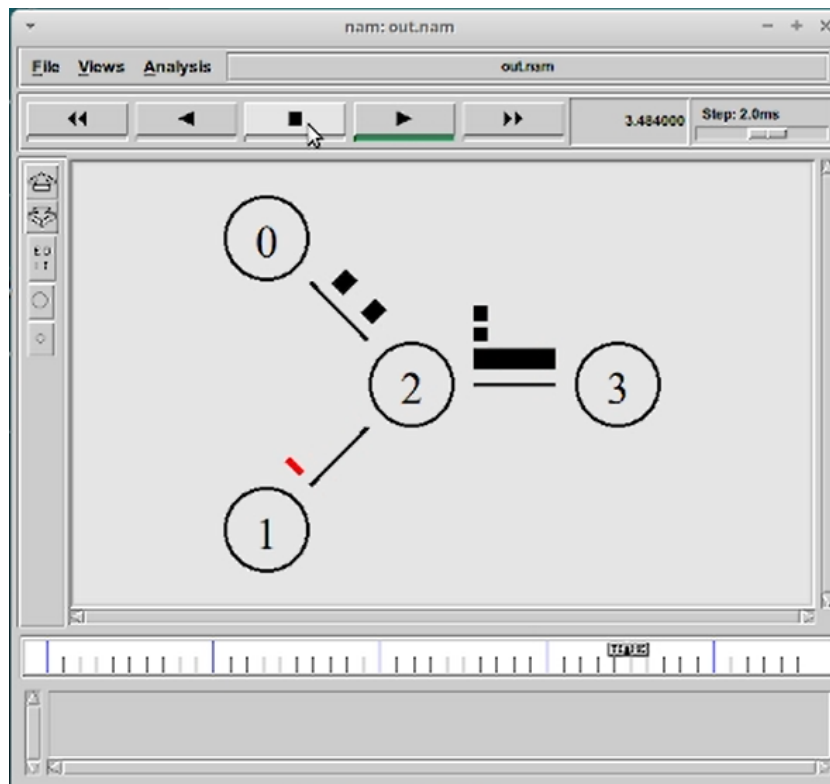 nam: out.nam
File Views Analysis out.nam
3.484000 Step: 2.0ms
0
2 3
1